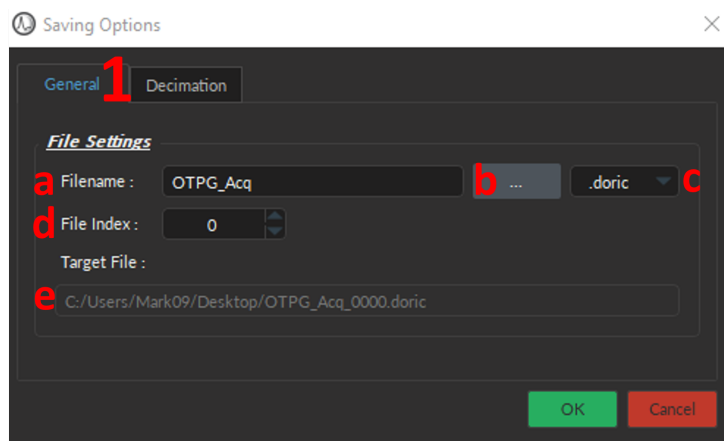 Saving Options
General 1 Decimation
File Settings
a Filename : OTPG_Acq b ... .doric c
d File Index : 0
Target File :
e C:/Users/Mark09/Desktop/OTPG_Acq_0000.doric
OK Cancel